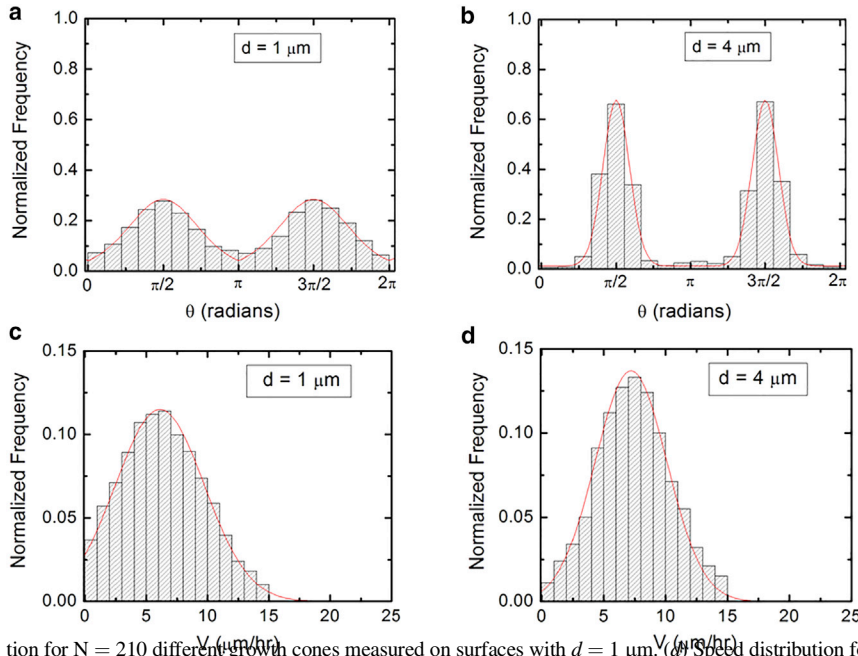 a
d = 1 μm
Normalized Frequency
1.0
0.8
0.6
0.4
0.2
0.0
0
π/2
π
3π/2
2π
θ (radians)
b
d = 4 μm
Normalized Frequency
1.0
0.8
0.6
0.4
0.2
0.0
0
π/2
π
3π/2
2π
θ (radians)
c
d = 1 μm
Normalized Frequency
0.15
0.10
0.05
0.00
0
5
10
15
20
25
V (μm/hr)
d
d = 4 μm
Normalized Frequency
0.15
0.10
0.05
0.00
0
5
10
15
20
25
V (μm/hr)
tion for N = 210 different growth cones measured on surfaces with d = 1 μm. (d) Speed distribution fo